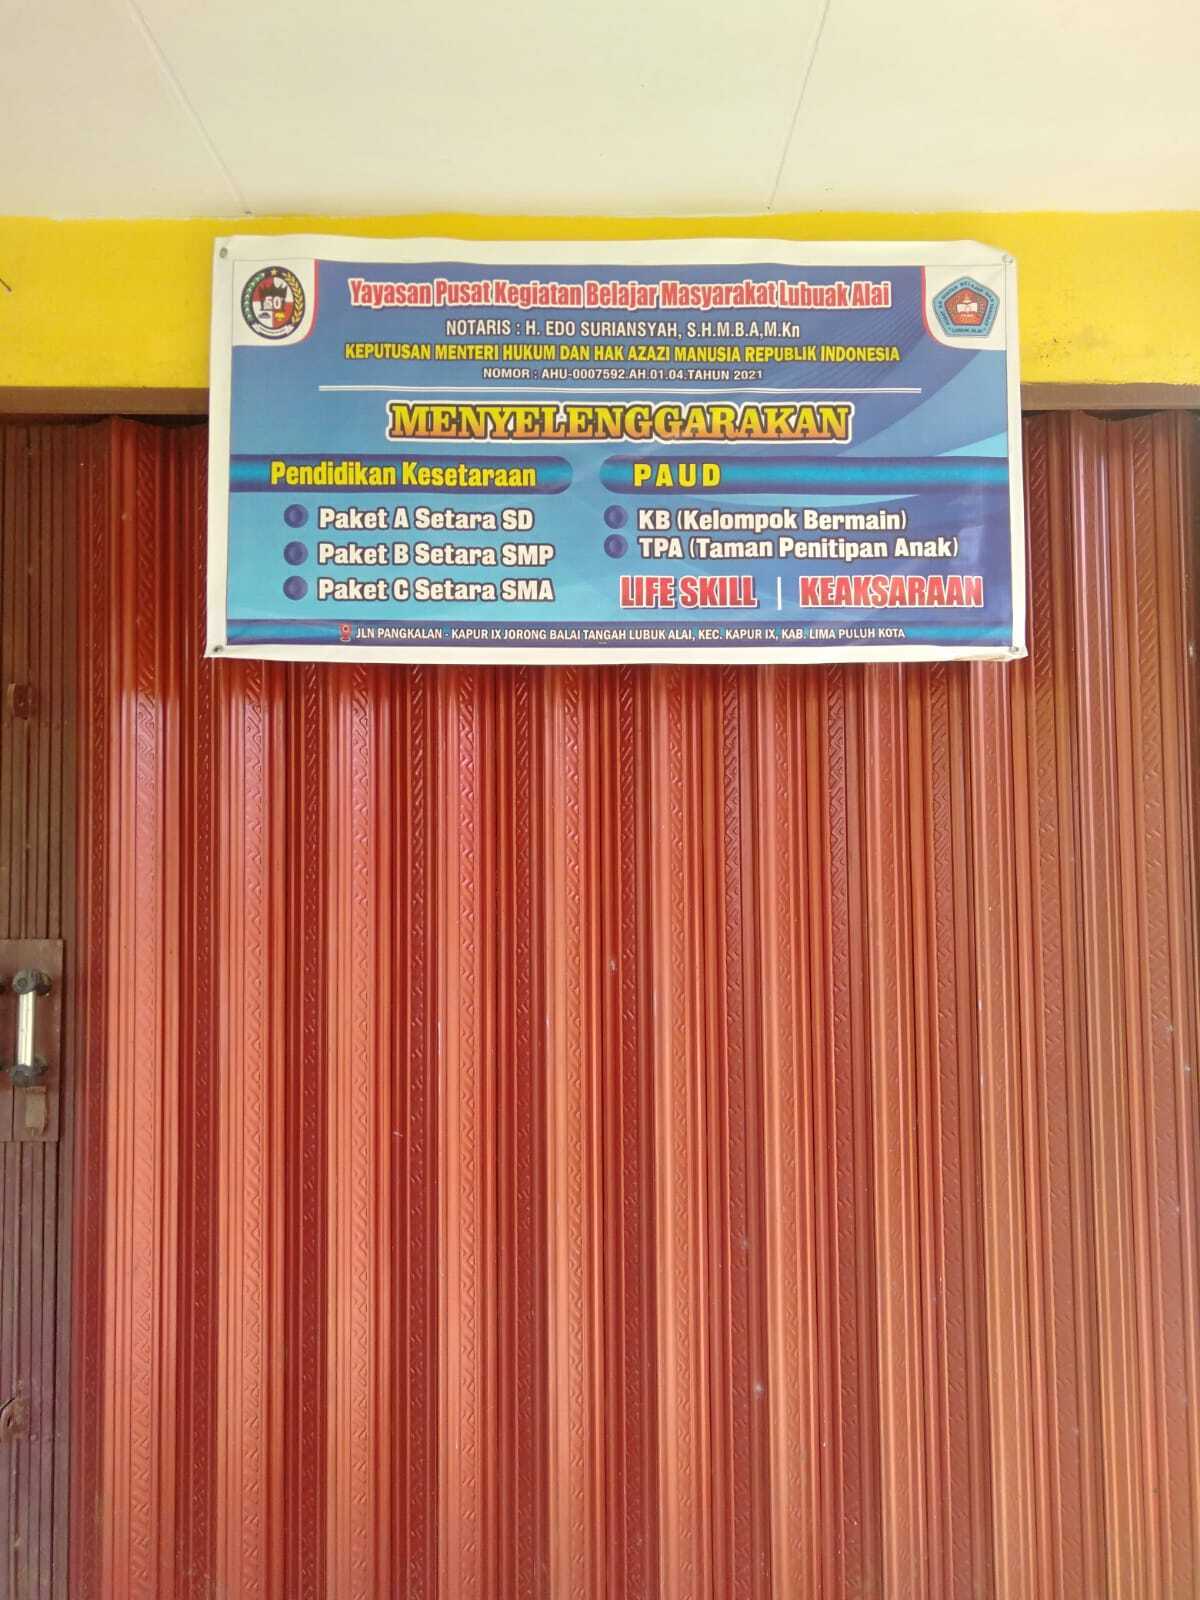 Yayasan Pusat Kegiatan Belajar Masyarakat Lubuak Alai
NOTARIS : H. EDO SURIANSYAH, S.H.M.B.A,M.Kn
KEPUTUSAN MENTERI HUKUM DAN HAK AZAZI MANUSIA REPUBLIK INDONESIA
NOMOR : AHU-0007592.AH.01.04.TAHUN 2021
MENYELENGGARAKAN
Pendidikan Kesetaraan
Paket A Setara SD
Paket B Setara SMP
Paket C Setara SMA
PAUD
KB (Kelompok Bermain)
TPA (Taman Penitipan Anak)
LIFE SKILL | KEAKSARAAN
JLN PANGKALAN - KAPUR IX JORONG BALAI TANGAH LUBUK ALAI, KEC. KAPUR IX, KAB. LIMA PULUH KOTA
50